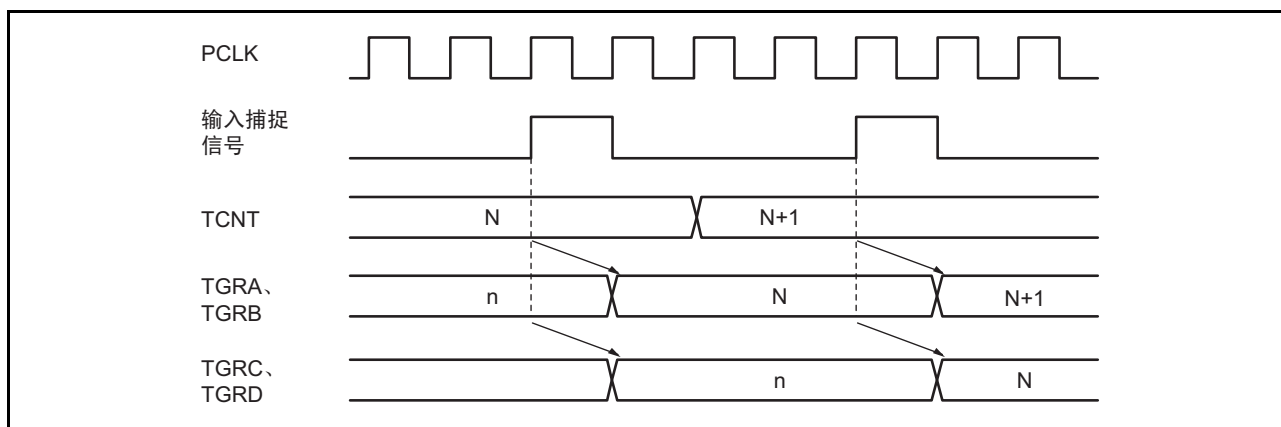 PCLK
输入捕捉
信号
TCNT
N
N+1
TGRA、
TGRB
n
N
N+1
TGRC、
TGRD
n
N